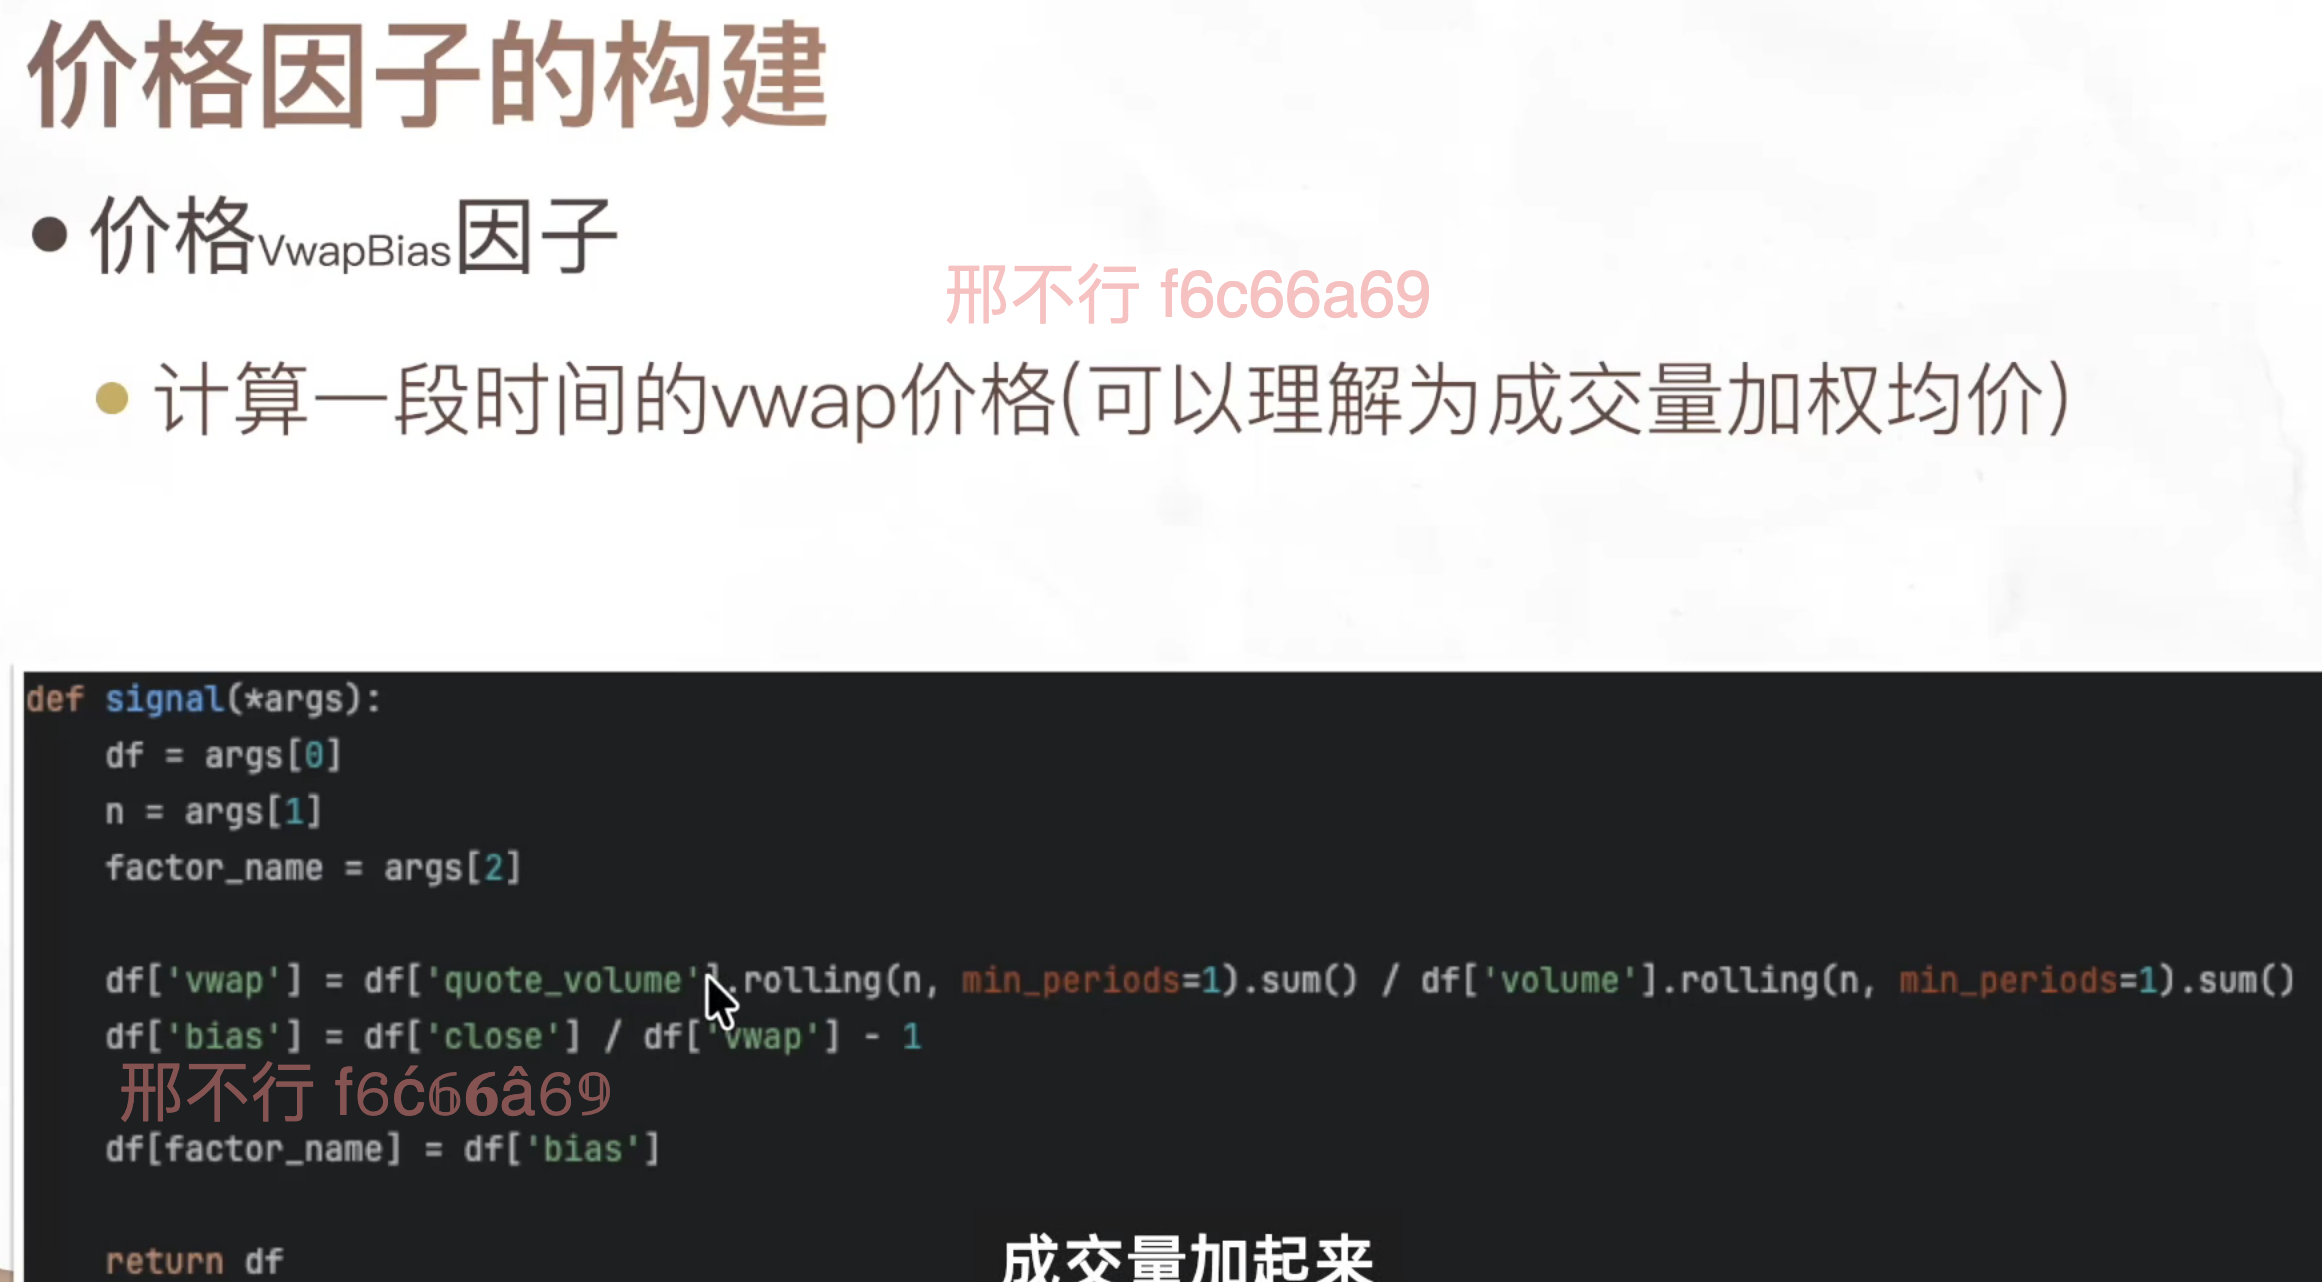 价格因子的构建
价格VwapBias因子
邢不行 f6c66a69
计算一段时间的vwap价格(可以理解为成交量加权均价)
def signal(*args):
df = args[0]
n = args[1]
factor_name = args[2]
df['vwap'] = df['quote_volume'].rolling(n, min_periods=1).sum() / df['volume'].rolling(n, min_periods=1).sum()
df['bias'] = df['close'] / df['vwap'] - 1
邢不行 f6c66a69
df[factor_name] = df['bias']
return df
成交量加起来